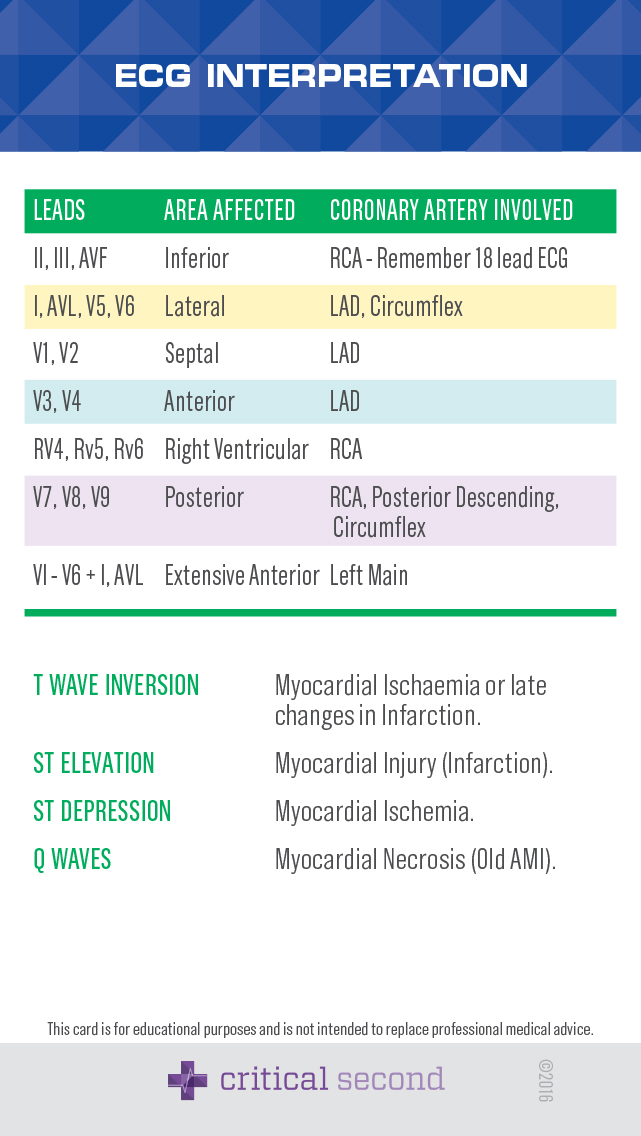 ECG INTERPRETATION
LEADS AREA AFFECTED CORONARY ARTERY INVOLVED
II, III, AVF Inferior RCA - Remember 18 lead ECG
I, AVL, V5, V6 Lateral LAD, Circumflex
V1, V2 Septal LAD
V3, V4 Anterior LAD
RV4, Rv5, Rv6 Right Ventricular RCA
V7, V8, V9 Posterior RCA, Posterior Descending,
Circumflex
VI - V6 + I, AVL Extensive Anterior Left Main
T WAVE INVERSION Myocardial Ischaemia or late
changes in Infarction.
ST ELEVATION Myocardial Injury (Infarction).
ST DEPRESSION Myocardial Ischemia.
Q WAVES Myocardial Necrosis (Old AMI).
This card is for educational purposes and is not intended to replace professional medical advice.
critical second
©2016